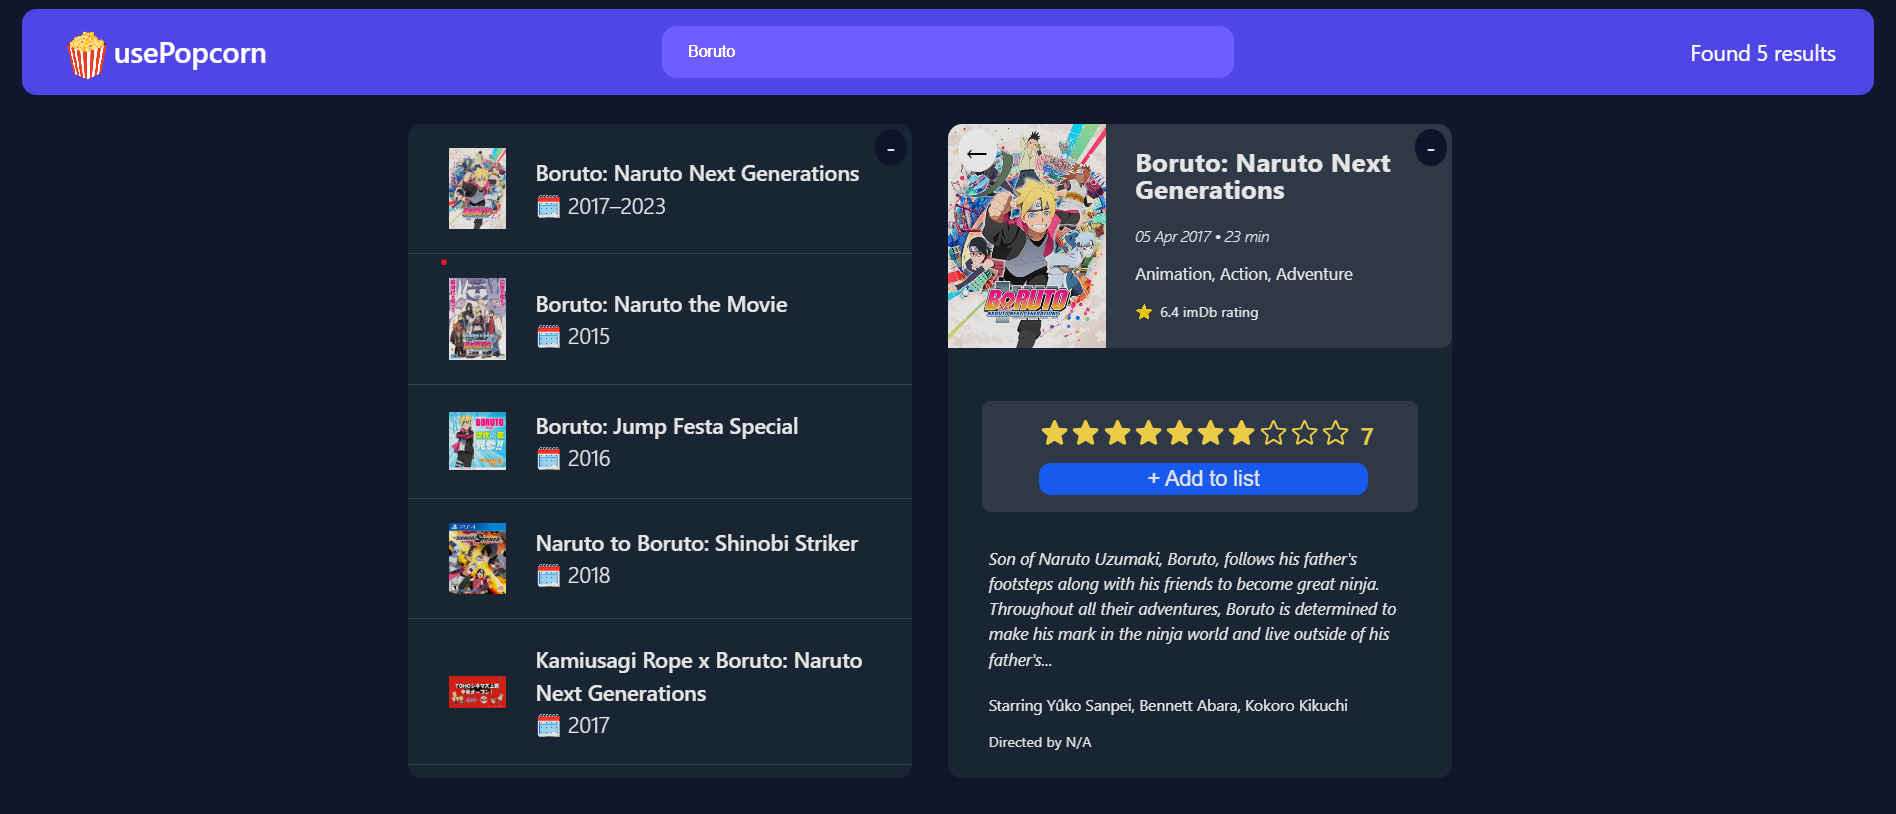 usePopcorn
Boruto
Found 5 results
-
Boruto: Naruto Next Generations
2017–2023
Boruto: Naruto the Movie
2015
Boruto: Jump Festa Special
2016
Naruto to Boruto: Shinobi Striker
2018
Kamiusagi Rope x Boruto: Naruto
Next Generations
2017
←
BORUTO
-
Boruto: Naruto Next
Generations
05 Apr 2017 • 23 min
Animation, Action, Adventure
6.4 imDb rating
7
+ Add to list
Son of Naruto Uzumaki, Boruto, follows his father's
footsteps along with his friends to become great ninja.
Throughout all their adventures, Boruto is determined to
make his mark in the ninja world and live outside of his
father's...
Starring Yûko Sanpei, Bennett Abara, Kokoro Kikuchi
Directed by N/A